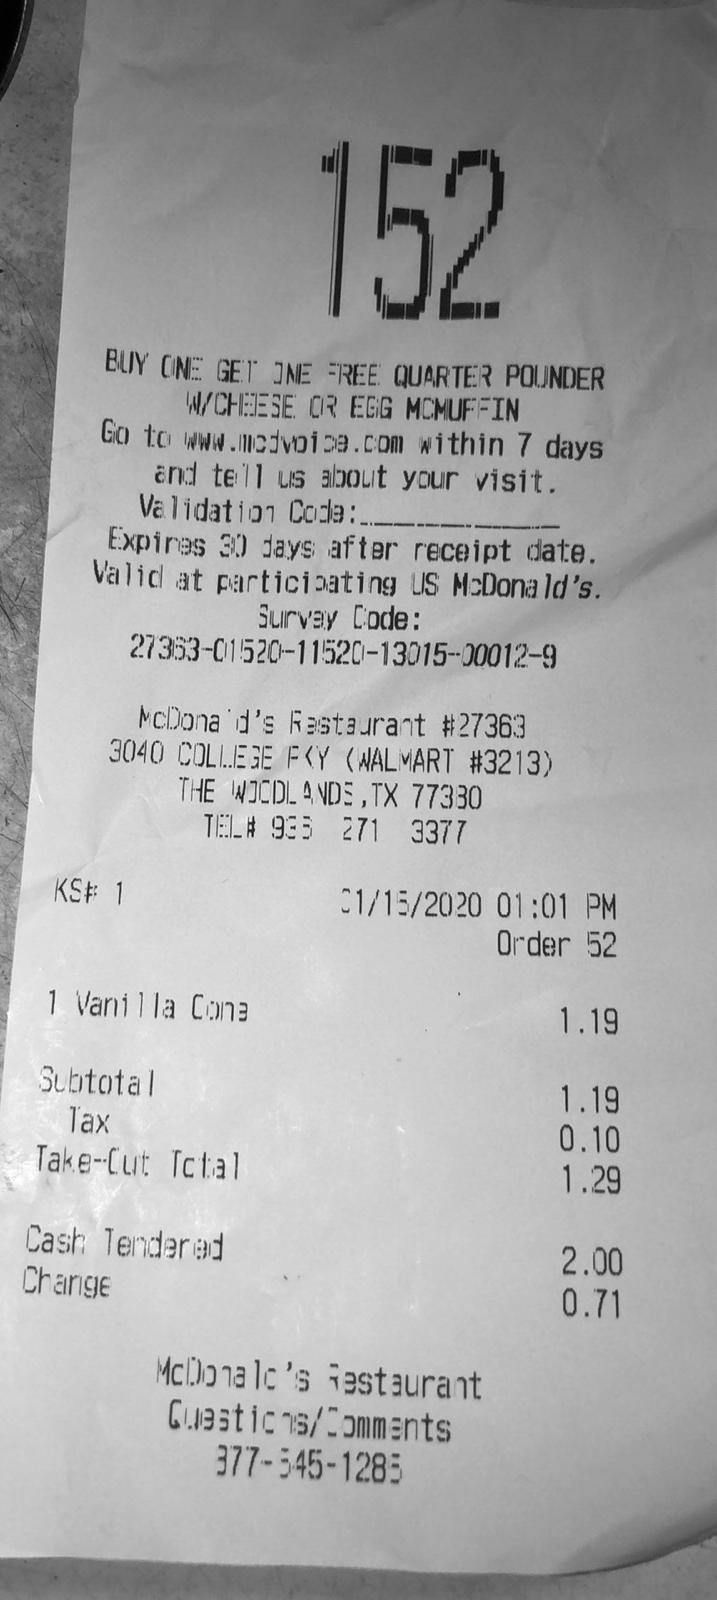 152
BUY ONE GET ONE FREE QUARTER POUNDER
W/CHEESE OR EGG MCMUFFIN
Go to www.mcdvoice.com within 7 days
and tell us about your visit.
Validation Code:______________
Expires 30 days after receipt date.
Valid at participating US McDonald's.
Survey Code:
27363-01520-11520-13015-00012-9
McDonald's Restaurant #27363
3040 COLLEGE PKY (WALMART #3213)
THE WOODLANDS,TX 77380
TEL# 936 271 3377
KS# 1
01/15/2020 01:01 PM
Order 52
1 Vanilla Cone 1.19
Subtotal 1.19
Tax 0.10
Take-Out Total 1.29
Cash Tendered 2.00
Change 0.71
McDonald's Restaurant
Questions/Comments